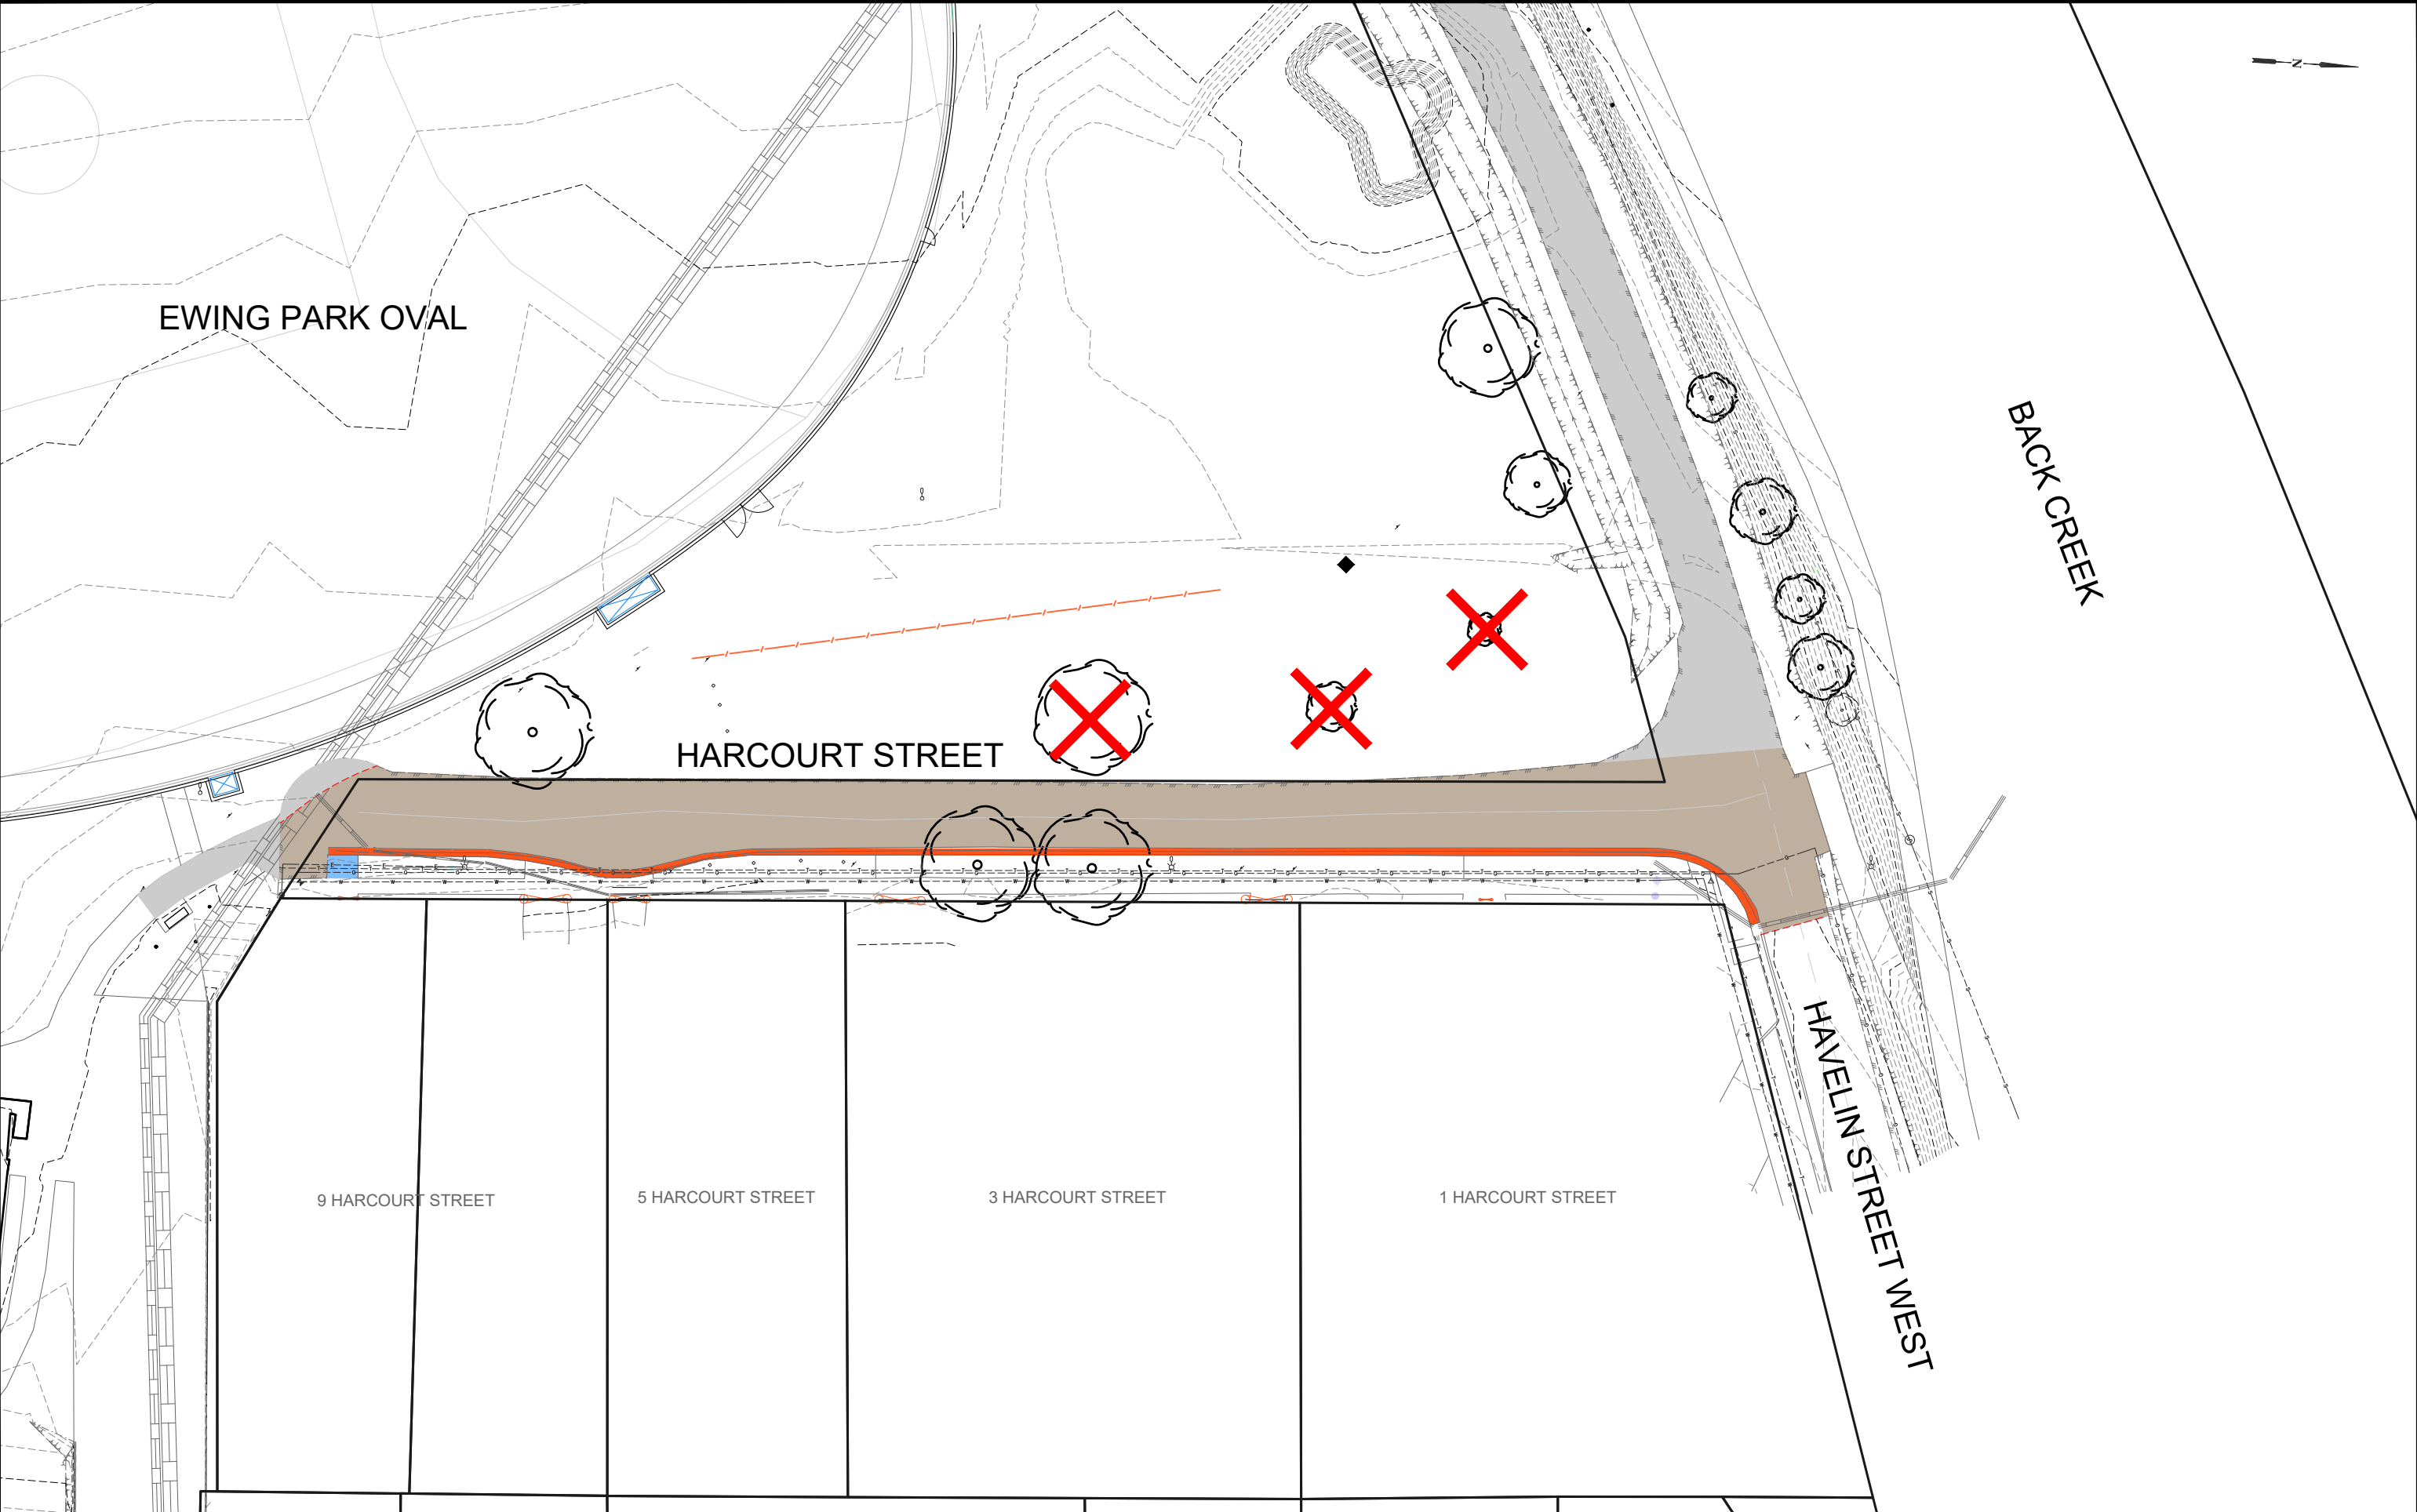 N
EWING PARK OVAL
BACK CREEK
HARCOURT STREET
HAVELIN STREET WEST
9 HARCOURT STREET
5 HARCOURT STREET
3 HARCOURT STREET
1 HARCOURT STREET